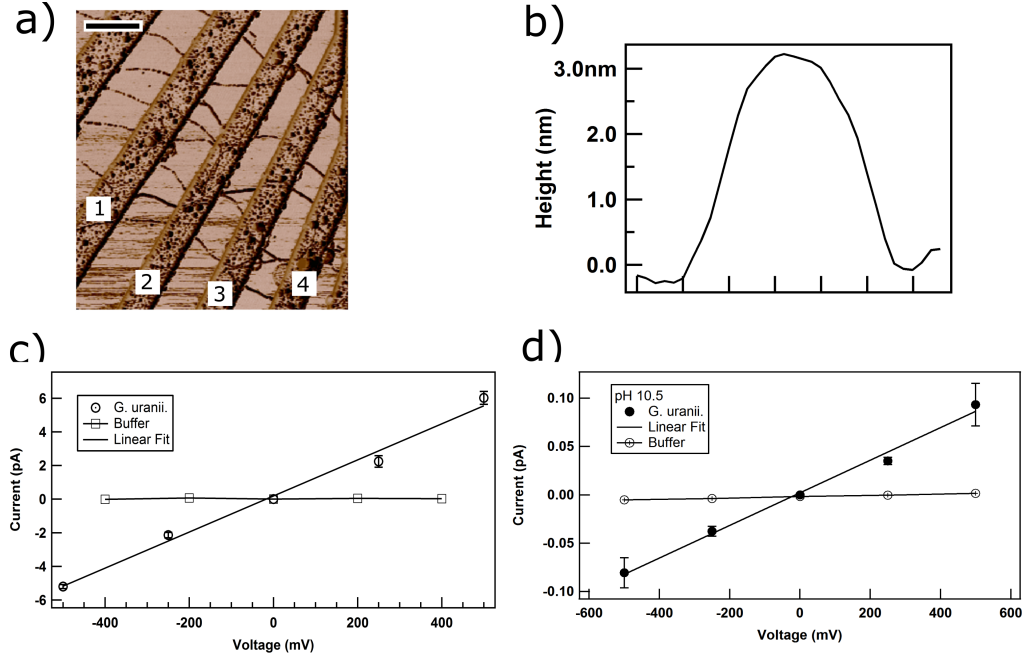 a)
1
2
3
4
b)
Height (nm)
3.0nm
2.0
1.0
0.0
c)
Current (pA)
6
4
2
0
-2
-4
-6
G. uranii.
Buffer
Linear Fit
-400
-200
0
200
400
Voltage (mV)
d)
Current (pA)
0.10
0.05
0.00
-0.05
-0.10
pH 10.5
G. uranii.
Linear Fit
Buffer
-600
-400
-200
0
200
400
600
Voltage (mV)